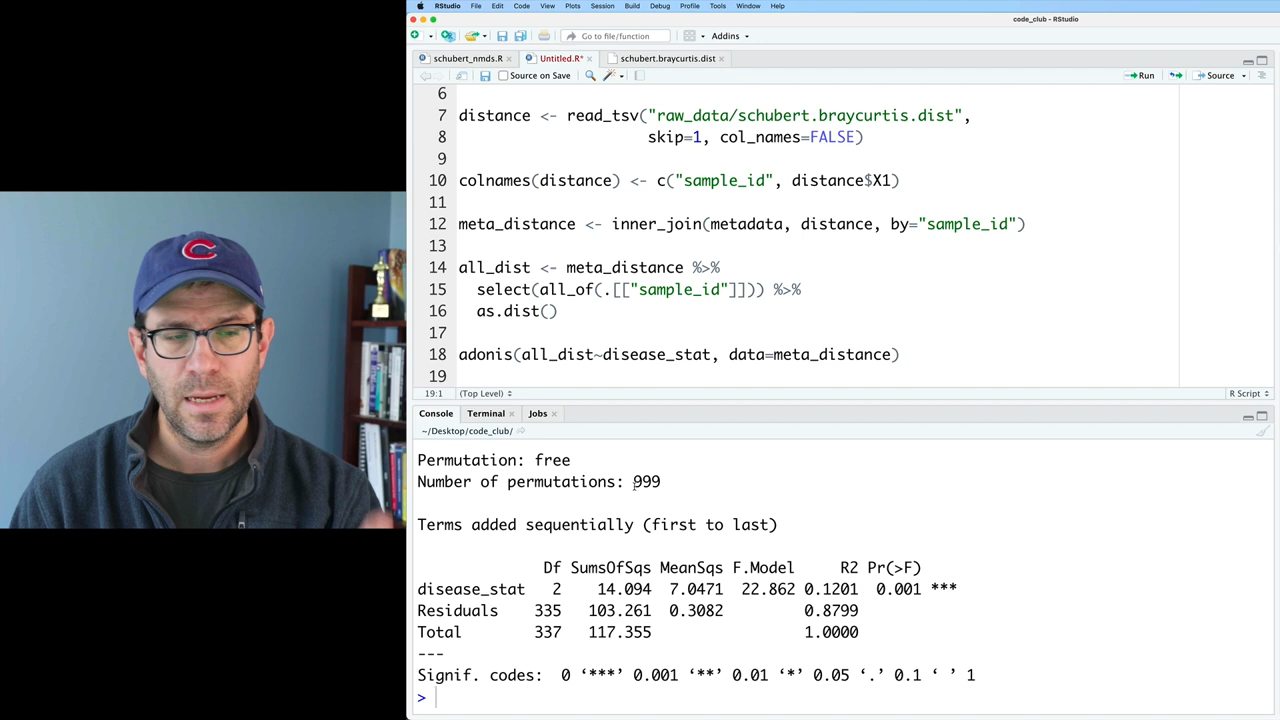 RStudio File Edit Code View Plots Session Build Debug Profile Tools Window Help
code_club - RStudio
Go to file/function Addins
schubert_nmds.R Untitled.R* schubert.braycurtis.dist
Source on Save Run Source
6
7 distance <- read_tsv("raw_data/schubert.braycurtis.dist",
8 skip=1, col_names=FALSE)
9
10 colnames(distance) <- c("sample_id", distance$X1)
11
12 meta_distance <- inner_join(metadata, distance, by="sample_id")
13
14 all_dist <- meta_distance %>%
15 select(all_of(.[["sample_id"]])) %>%
16 as.dist()
17
18 adonis(all_dist~disease_stat, data=meta_distance)
19
19:1 (Top Level) R Script
Console Terminal Jobs
~/Desktop/code_club/
Permutation: free
Number of permutations: 999
Terms added sequentially (first to last)
Df SumsOfSqs MeanSqs F.Model R2 Pr(>F)
disease_stat 2 14.094 7.0471 22.862 0.1201 0.001 ***
Residuals 335 103.261 0.3082 0.8799
Total 337 117.355 1.0000
---
Signif. codes: 0 ‘***’ 0.001 ‘**’ 0.01 ‘*’ 0.05 ‘.’ 0.1 ‘ ’ 1
>
C